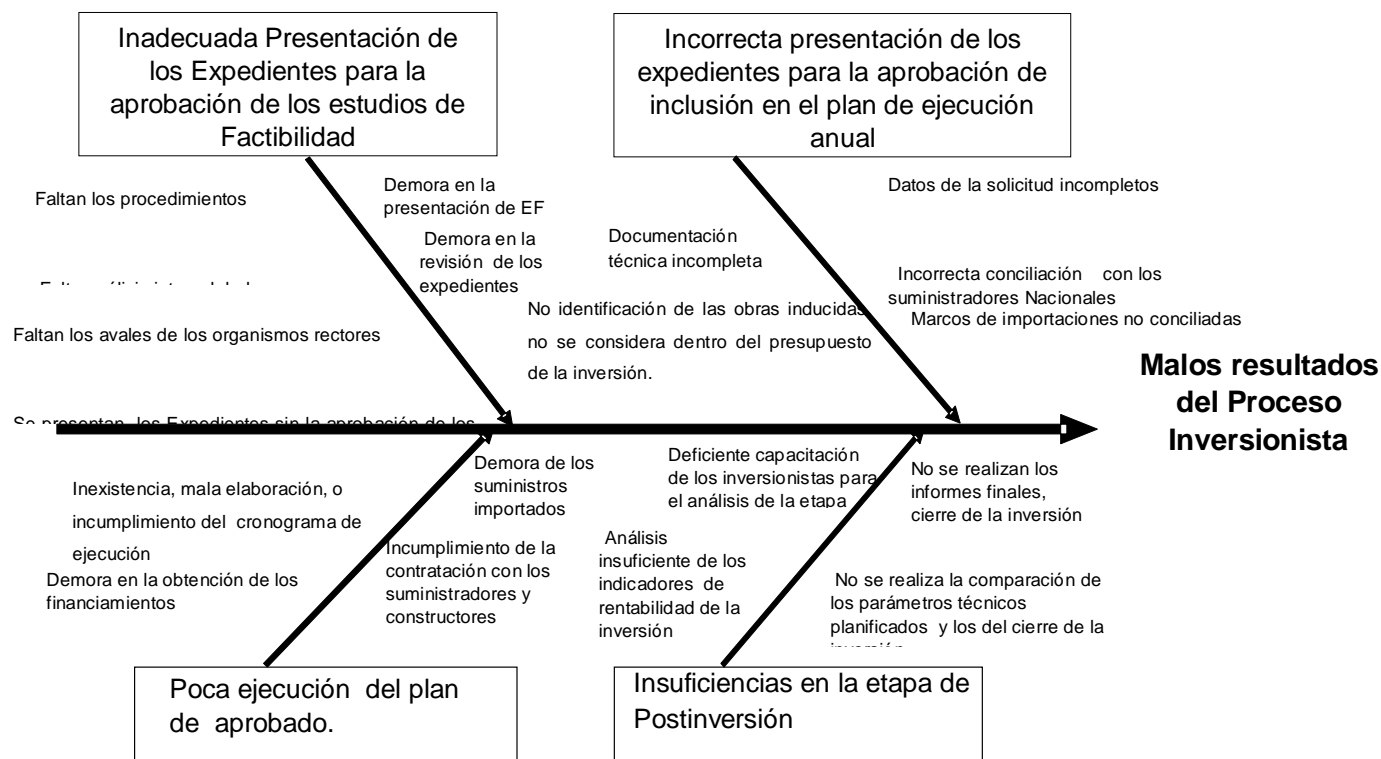 Inadecuada Presentación de
los Expedientes para la
aprobación de los estudios de
Factibilidad
Incorrecta presentación de los
expedientes para la aprobación de
inclusión en el plan de ejecución
anual
Faltan los procedimientos
Faltan los avales de los organismos rectores
Se presentan los Expedientes sin la aprobación de los
Demora en la
presentación de EF
Demora en la
revisión de los
expedientes
Documentación
técnica incompleta
No identificación de las obras inducidas
no se considera dentro del presupuesto
de la inversión.
Datos de la solicitud incompletos
Incorrecta conciliación con los
suministradores Nacionales
Marcos de importaciones no conciliadas
Malos resultados
del Proceso
Inversionista
Inexistencia, mala elaboración, o
incumplimiento del cronograma de
ejecución
Demora en la obtención de los
financiamientos
Demora de los
suministros
importados
Incumplimiento de la
contratación con los
suministradores y
constructores
Deficiente capacitación
de los inversionistas para
el análisis de la etapa
Análisis
insuficiente de los
indicadores de
rentabilidad de la
inversión
No se realizan los
informes finales,
cierre de la inversión
No se realiza la comparación de
los parámetros técnicos
planificados y los del cierre de la
Poca ejecución del plan
de aprobado.
Insuficiencias en la etapa de
Postinversión